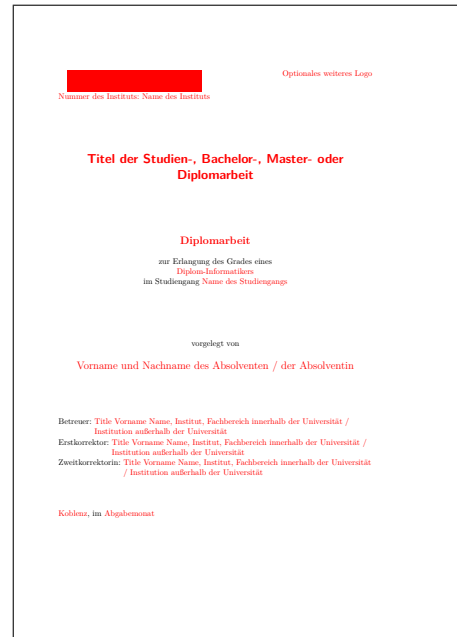 Optionales weiteres Logo
Nummer des Instituts: Name des Instituts
Titel der Studien-, Bachelor-, Master- oder
Diplomarbeit
Diplomarbeit
zur Erlangung des Grades eines
Diplom-Informatikers
im Studiengang Name des Studiengangs
vorgelegt von
Vorname und Nachname des Absolventen / der Absolventin
Betreuer: Title Vorname Name, Institut, Fachbereich innerhalb der Universität /
Institution außerhalb der Universität
Erstkorrektor: Title Vorname Name, Institut, Fachbereich innerhalb der Universität /
Institution außerhalb der Universität
Zweitkorrektorin: Title Vorname Name, Institut, Fachbereich innerhalb der Universität
/ Institution außerhalb der Universität
Koblenz, im Abgabemonat